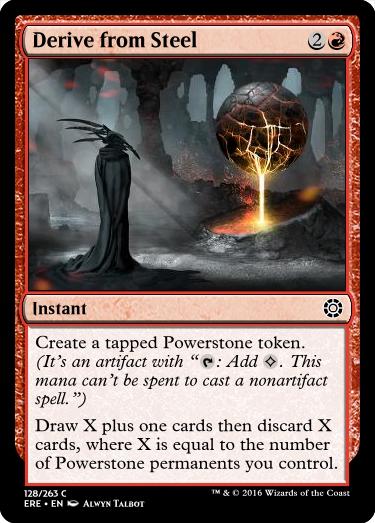 Derive from Steel
2
Instant
Create a tapped Powerstone token.
(It's an artifact with “: Add . This
mana can't be spent to cast a nonartifact
spell.”)
Draw X plus one cards then discard X
cards, where X is equal to the number
of Powerstone permanents you control.
128/263 C
ERE • EN Alwyn Talbot
™ & © 2016 Wizards of the Coast